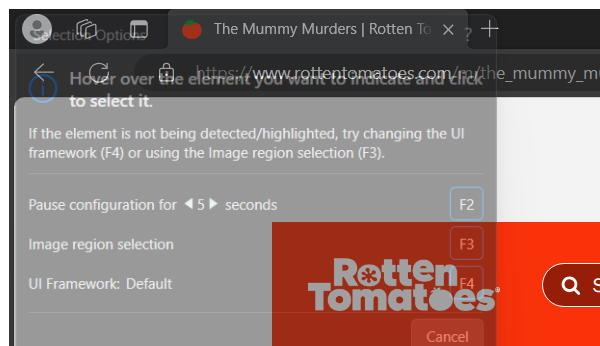 Selection Options
The Mummy Murders | Rotten To
?
https://www.rottentomatoes.com/m/the_mummy_mu
Hover over the element you want to indicate and click
to select it.
If the element is not being detected/highlighted, try changing the UI
framework (F4) or using the Image region selection (F3).
Pause configuration for 5 seconds
F2
Image region selection
F3
UI Framework: Default
F4
Rotten
Tomatoes®
S
Cancel